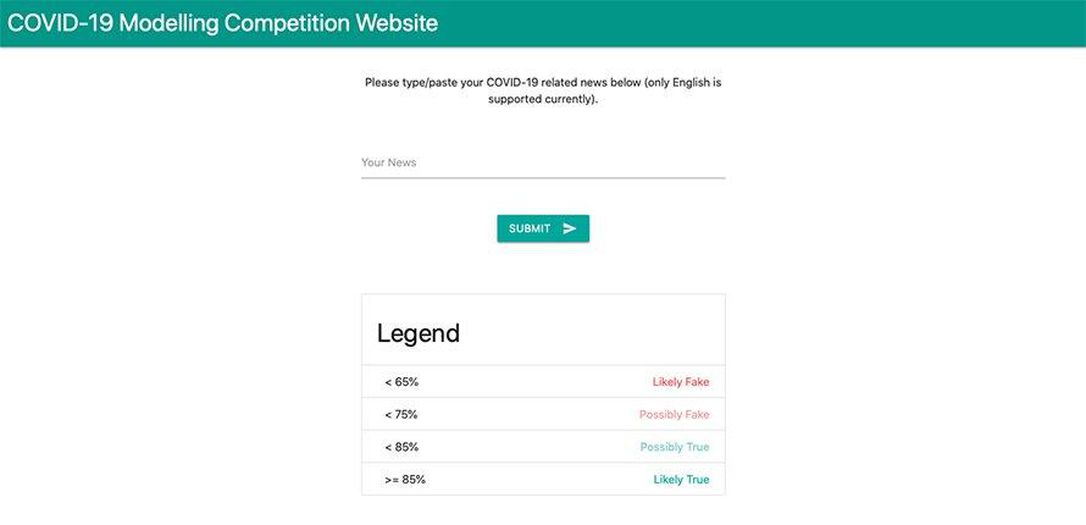 COVID-19 Modelling Competition Website
Please type/paste your COVID-19 related news below (only English is
supported currently).
Your News
SUBMIT
Legend
< 65% Likely Fake
< 75% Possibly Fake
< 85% Possibly True
>= 85% Likely True